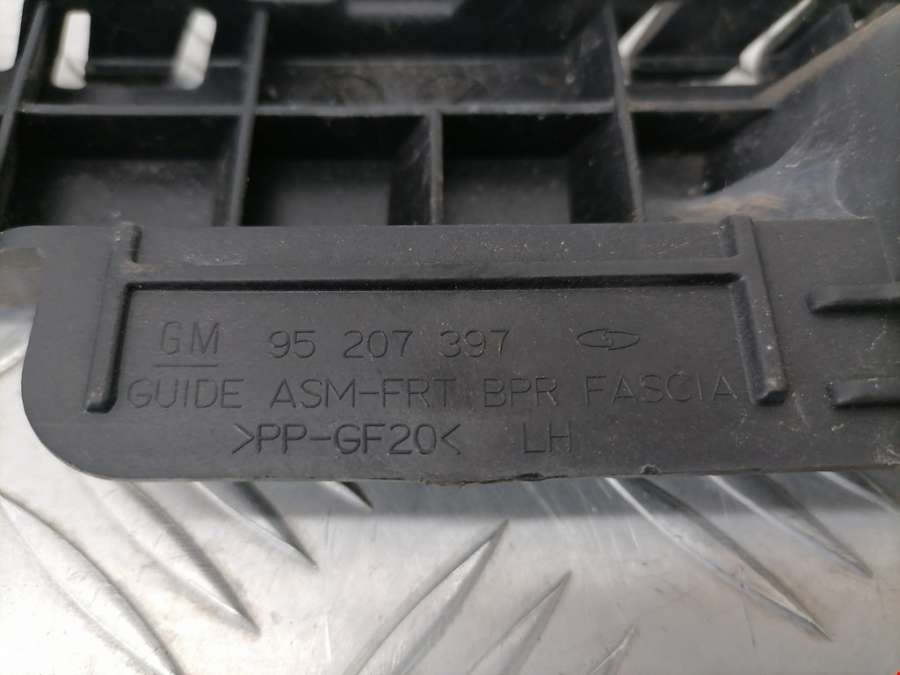 GM 95 207 397
GUIDE ASM-FRT BPR FASCIA
>PP-GF20< LH